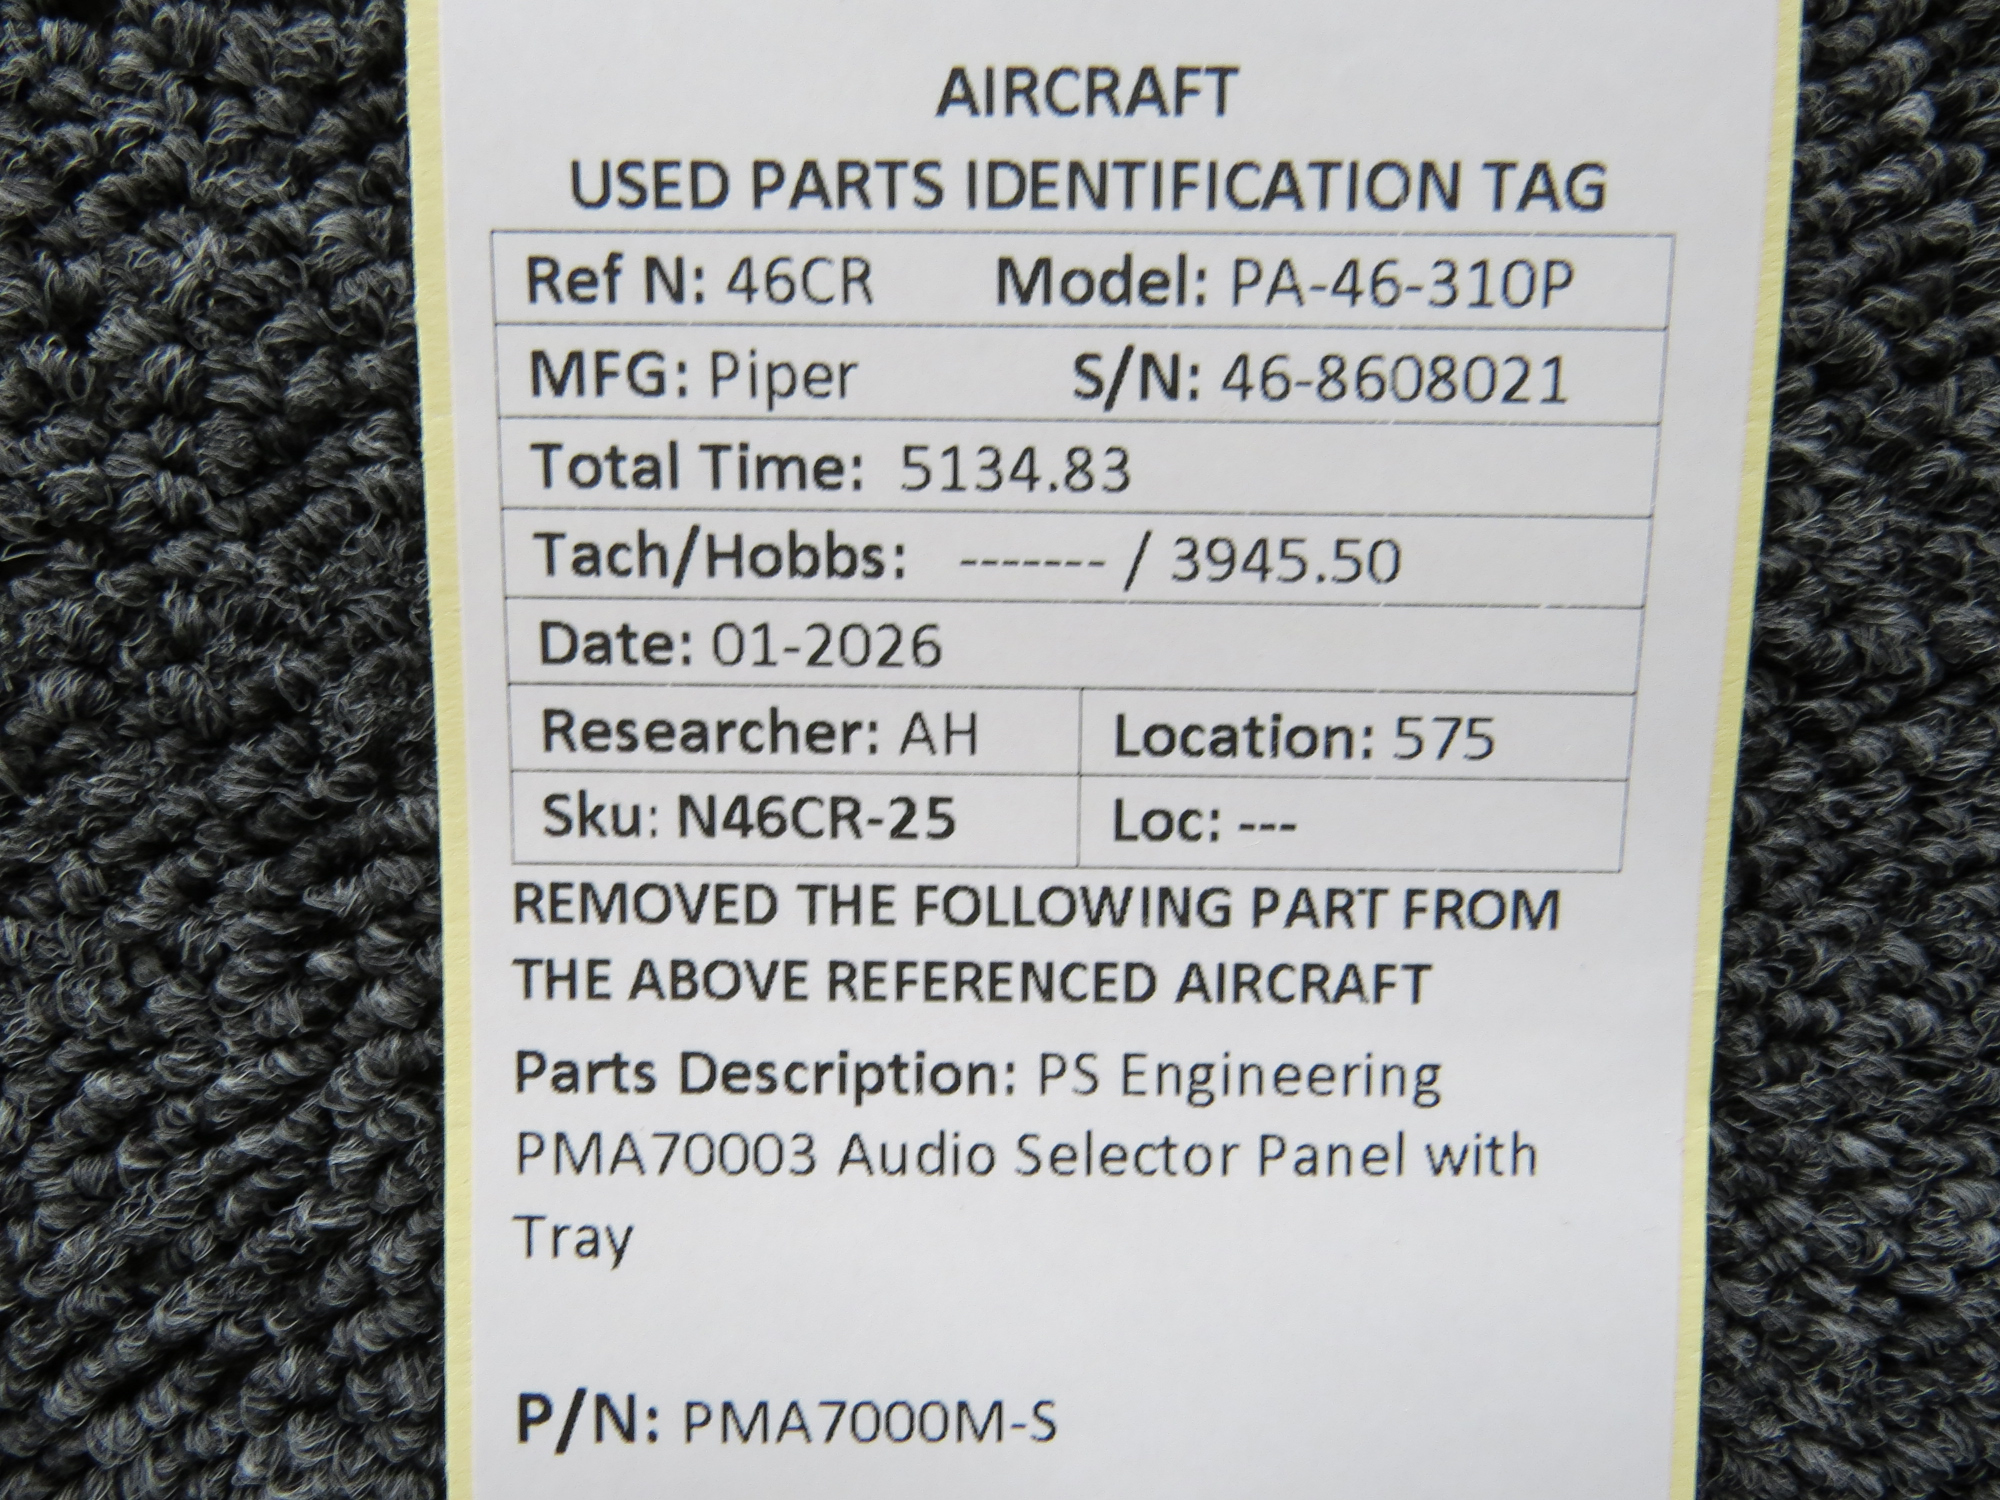 AIRCRAFT
USED PARTS IDENTIFICATION TAG
Ref N: 46CR Model: PA-46-310P
MFG: Piper S/N: 46-8608021
Total Time: 5134.83
Tach/Hobbs: ------- / 3945.50
Date: 01-2026
Researcher: AH Location: 575
Sku: N46CR-25 Loc: ---
REMOVED THE FOLLOWING PART FROM
THE ABOVE REFERENCED AIRCRAFT
Parts Description: PS Engineering
PMA70003 Audio Selector Panel with
Tray
P/N: PMA7000M-S